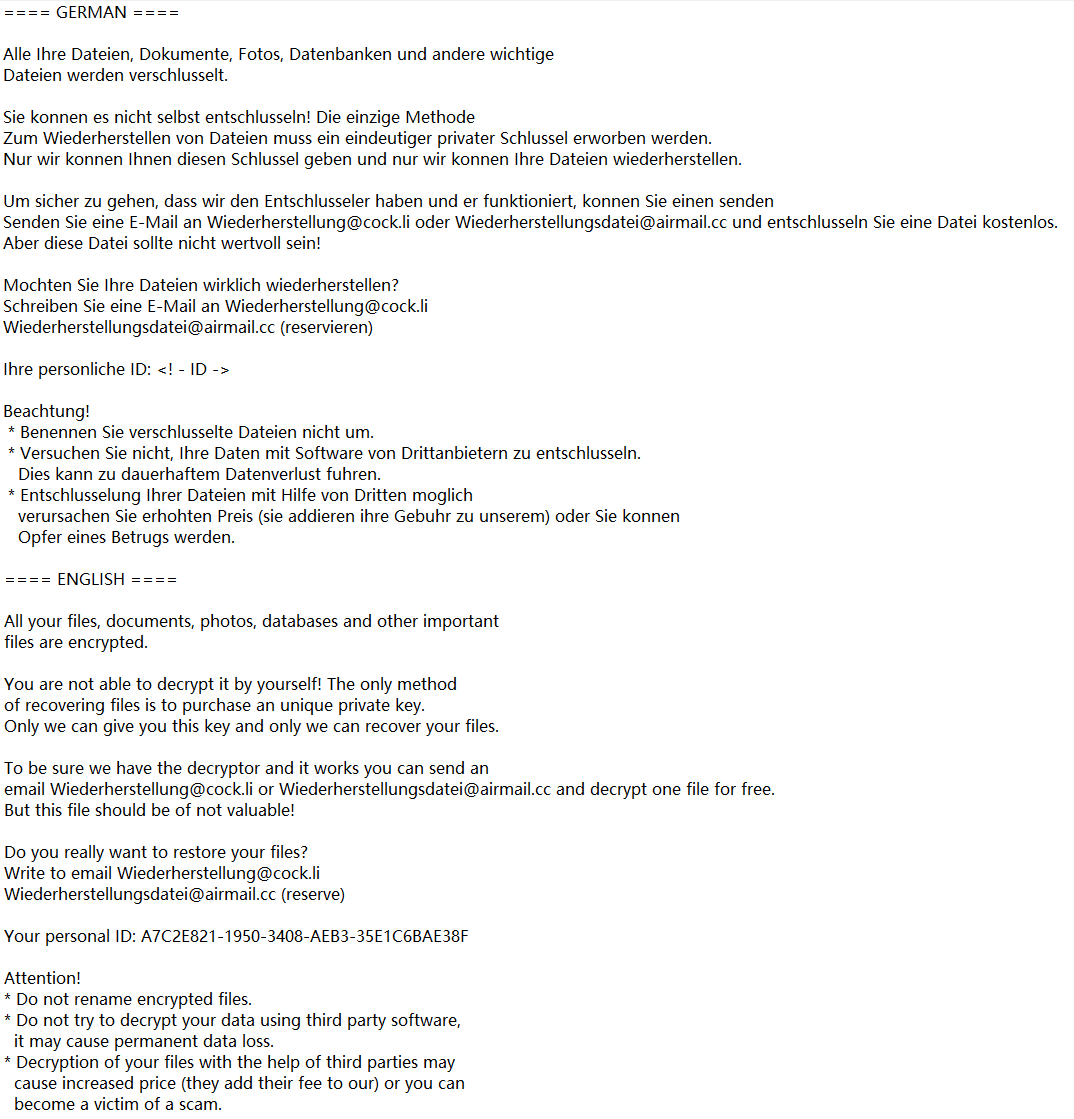 ==== GERMAN ====
Alle Ihre Dateien, Dokumente, Fotos, Datenbanken und andere wichtige
Dateien werden verschlusselt.
Sie konnen es nicht selbst entschlusseln! Die einzige Methode
Zum Wiederherstellen von Dateien muss ein eindeutiger privater Schlussel erworben werden.
Nur wir konnen Ihnen diesen Schlussel geben und nur wir konnen Ihre Dateien wiederherstellen.
Um sicher zu gehen, dass wir den Entschlusseler haben und er funktioniert, konnen Sie einen senden
Senden Sie eine E-Mail an Wiederherstellung@cock.li oder Wiederherstellungsdatei@airmail.cc und entschlusseln Sie eine Datei kostenlos.
Aber diese Datei sollte nicht wertvoll sein!
Mochten Sie Ihre Dateien wirklich wiederherstellen?
Schreiben Sie eine E-Mail an Wiederherstellung@cock.li
Wiederherstellungsdatei@airmail.cc (reservieren)
Ihre personliche ID: <! - ID ->
Beachtung!
* Benennen Sie verschlusselte Dateien nicht um.
* Versuchen Sie nicht, Ihre Daten mit Software von Drittanbietern zu entschlusseln.
Dies kann zu dauerhaftem Datenverlust fuhren.
* Entschlusselung Ihrer Dateien mit Hilfe von Dritten moglich
verursachen Sie erhohten Preis (sie addieren ihre Gebuhr zu unserem) oder Sie konnen
Opfer eines Betrugs werden.
==== ENGLISH ====
All your files, documents, photos, databases and other important
files are encrypted.
You are not able to decrypt it by yourself! The only method
of recovering files is to purchase an unique private key.
Only we can give you this key and only we can recover your files.
To be sure we have the decryptor and it works you can send an
email Wiederherstellung@cock.li or Wiederherstellungsdatei@airmail.cc and decrypt one file for free.
But this file should be of not valuable!
Do you really want to restore your files?
Write to email Wiederherstellung@cock.li
Wiederherstellungsdatei@airmail.cc (reserve)
Your personal ID: A7C2E821-1950-3408-AEB3-35E1C6BAE38F
Attention!
* Do not rename encrypted files.
* Do not try to decrypt your data using third party software,
it may cause permanent data loss.
* Decryption of your files with the help of third parties may
cause increased price (they add their fee to our) or you can
become a victim of a scam.